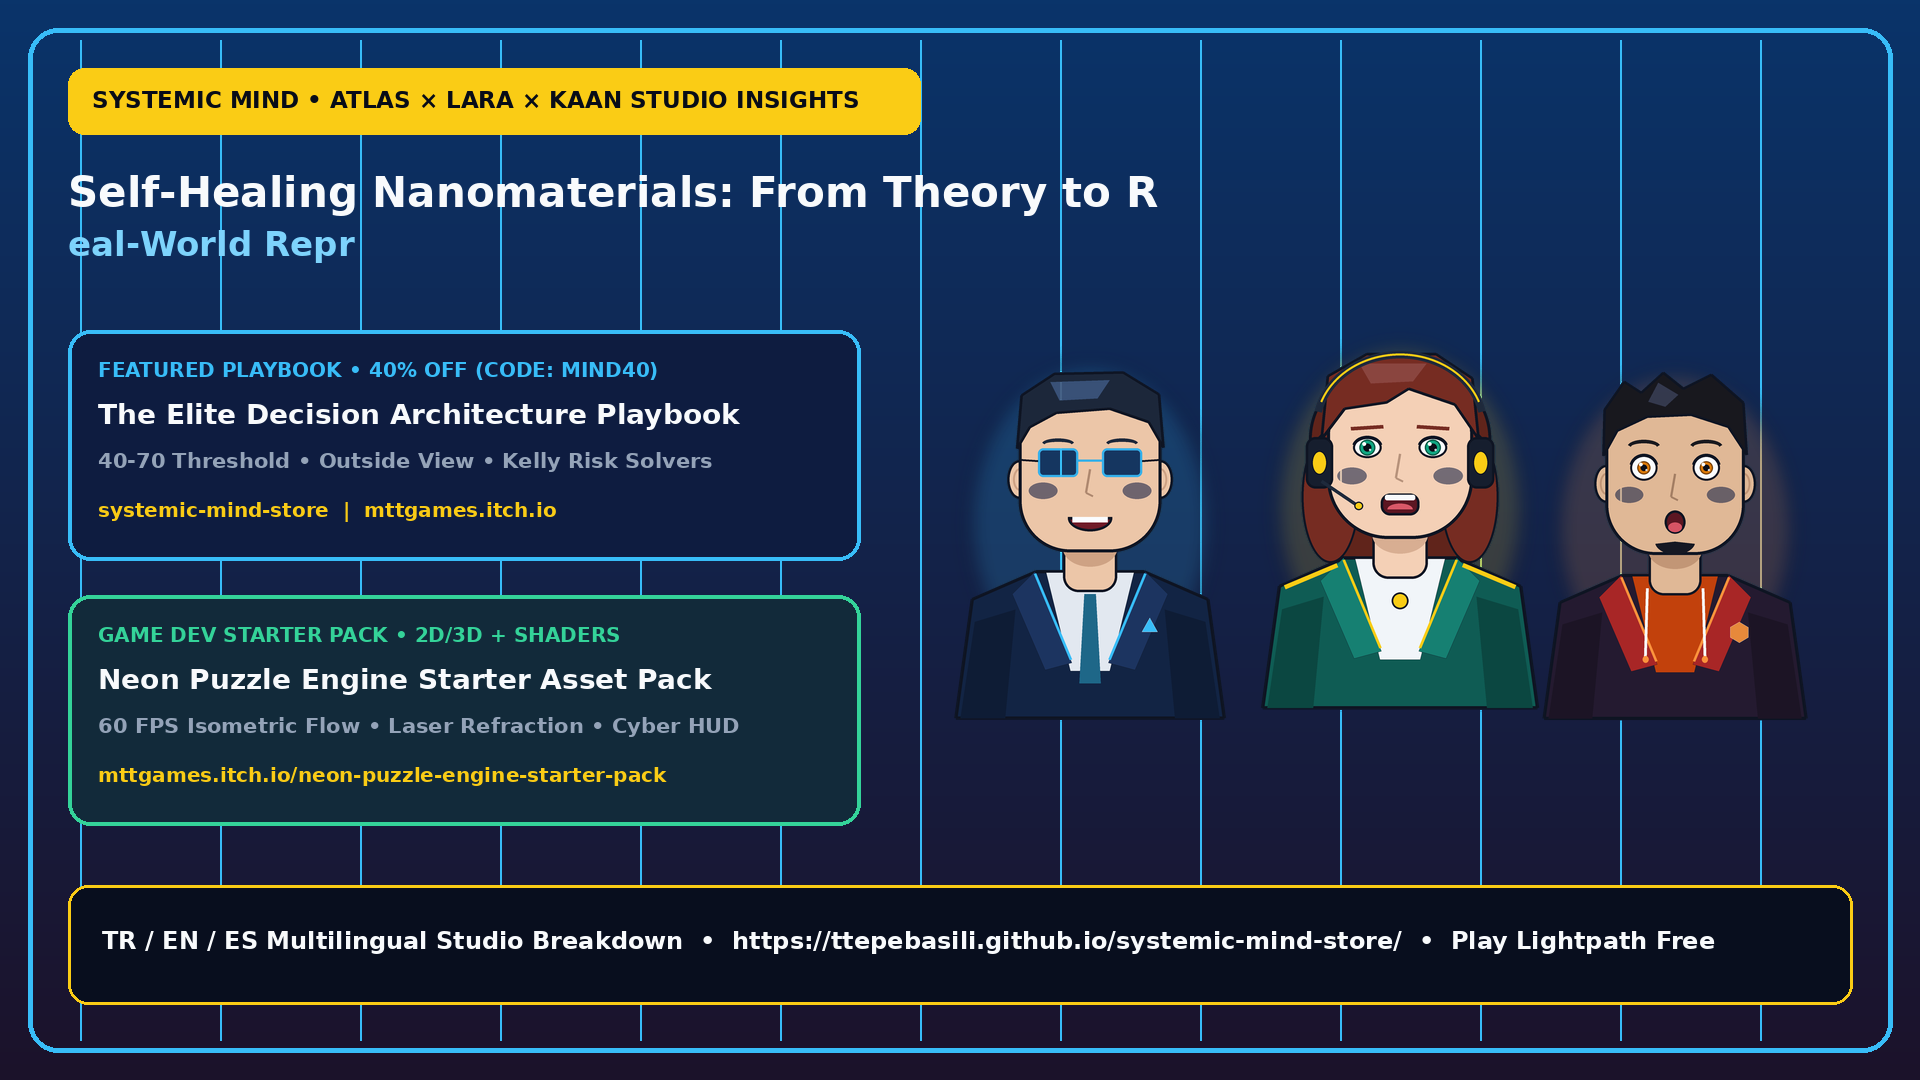 SYSTEMIC MIND • ATLAS × LARA × KAAN STUDIO INSIGHTS
Self-Healing Nanomaterials: From Theory to R
eal-World Repr
FEATURED PLAYBOOK • 40% OFF (CODE: MIND40)
The Elite Decision Architecture Playbook
40-70 Threshold • Outside View • Kelly Risk Solvers
systemic-mind-store | mttgames.itch.io
GAME DEV STARTER PACK • 2D/3D + SHADERS
Neon Puzzle Engine Starter Asset Pack
60 FPS Isometric Flow • Laser Refraction • Cyber HUD
mttgames.itch.io/neon-puzzle-engine-starter-pack
TR / EN / ES Multilingual Studio Breakdown • https://ttepebasili.github.io/systemic-mind-store/ • Play Lightpath Free